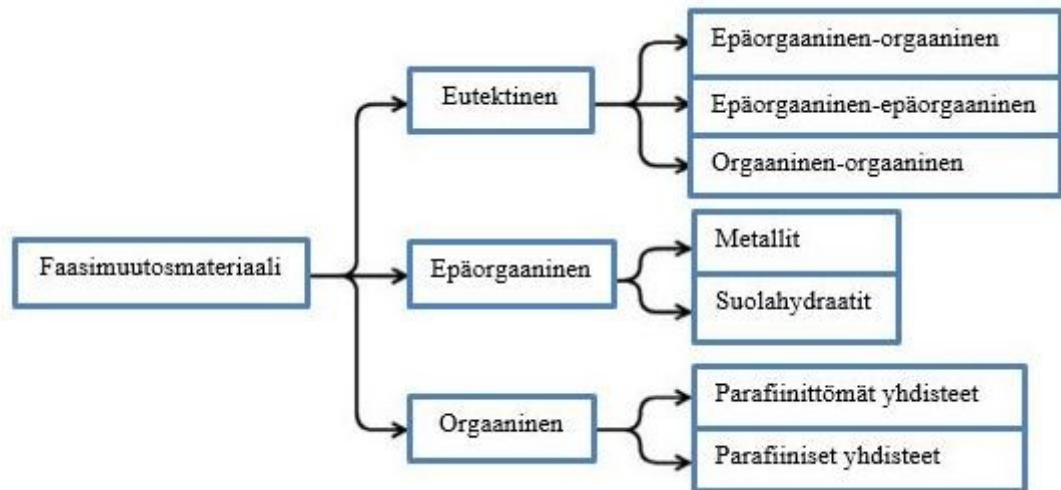 Faasimuutosmateriaali
Eutektinen
Epäorgaaninen-orgaaninen
Epäorgaaninen-epäorgaaninen
Orgaaninen-orgaaninen
Epäorgaaninen
Metallit
Suolahydraatit
Orgaaninen
Parafiinittömät yhdisteet
Parafiiniset yhdisteet